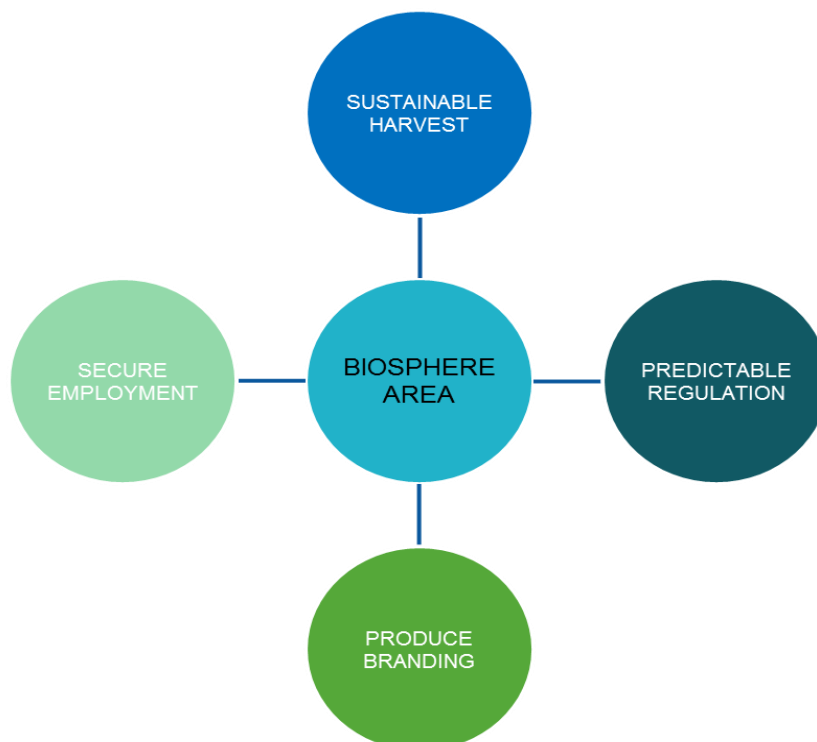 SUSTAINABLE
HARVEST
SECURE
EMPLOYMENT
BIOSPHERE
AREA
PREDICTABLE
REGULATION
PRODUCE
BRANDING